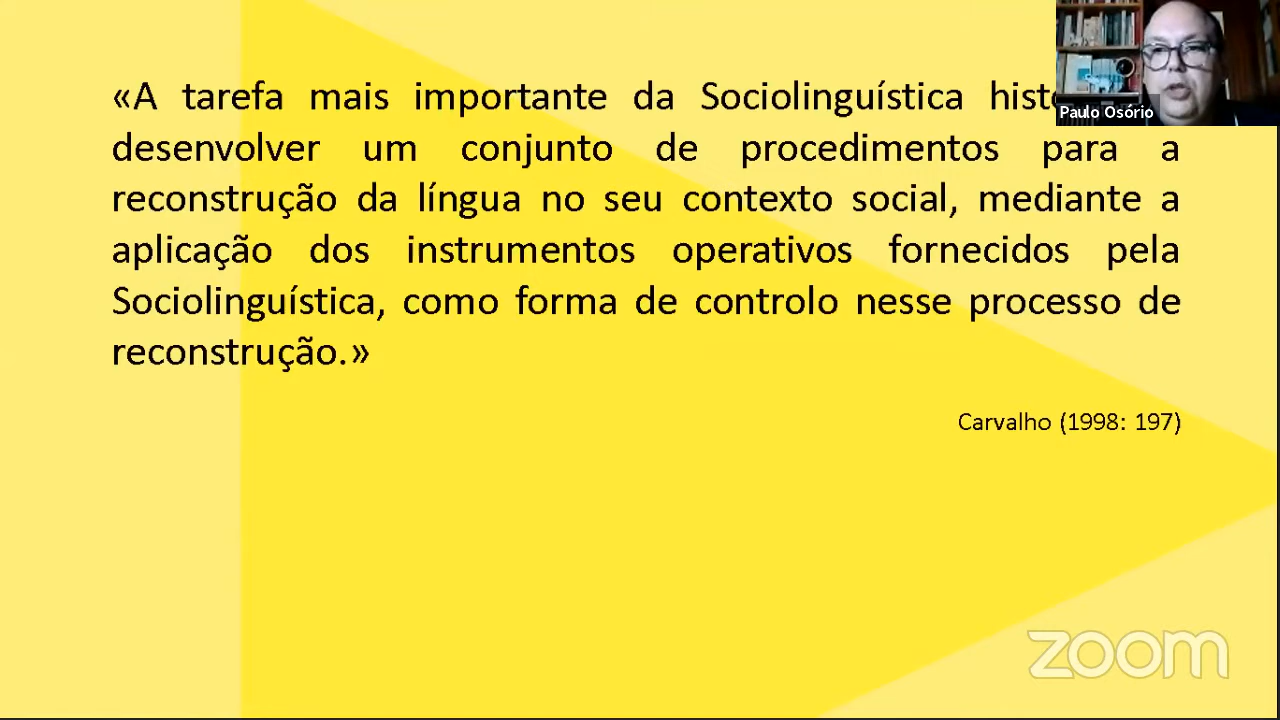 «A tarefa mais importante da Sociolinguística
desenvolver um conjunto de procedimentos para a
reconstrução da língua no seu contexto social, mediante a
aplicação dos instrumentos operativos fornecidos pela
Sociolinguística, como forma de controlo nesse processo de
reconstrução.»
Carvalho (1998: 197)
Paulo Osório
zoom